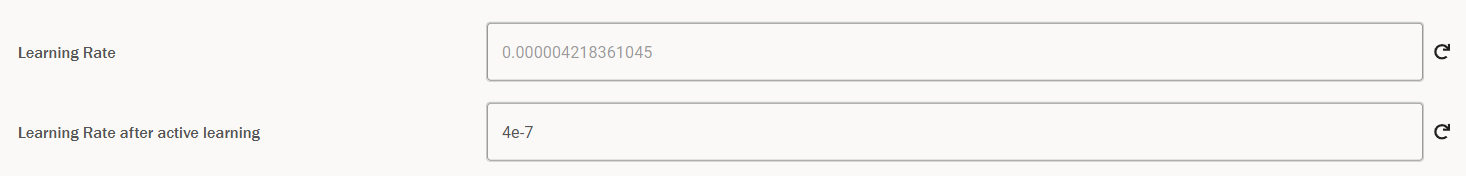 Learning Rate
0.000004218361045
Learning Rate after active learning
4e-7